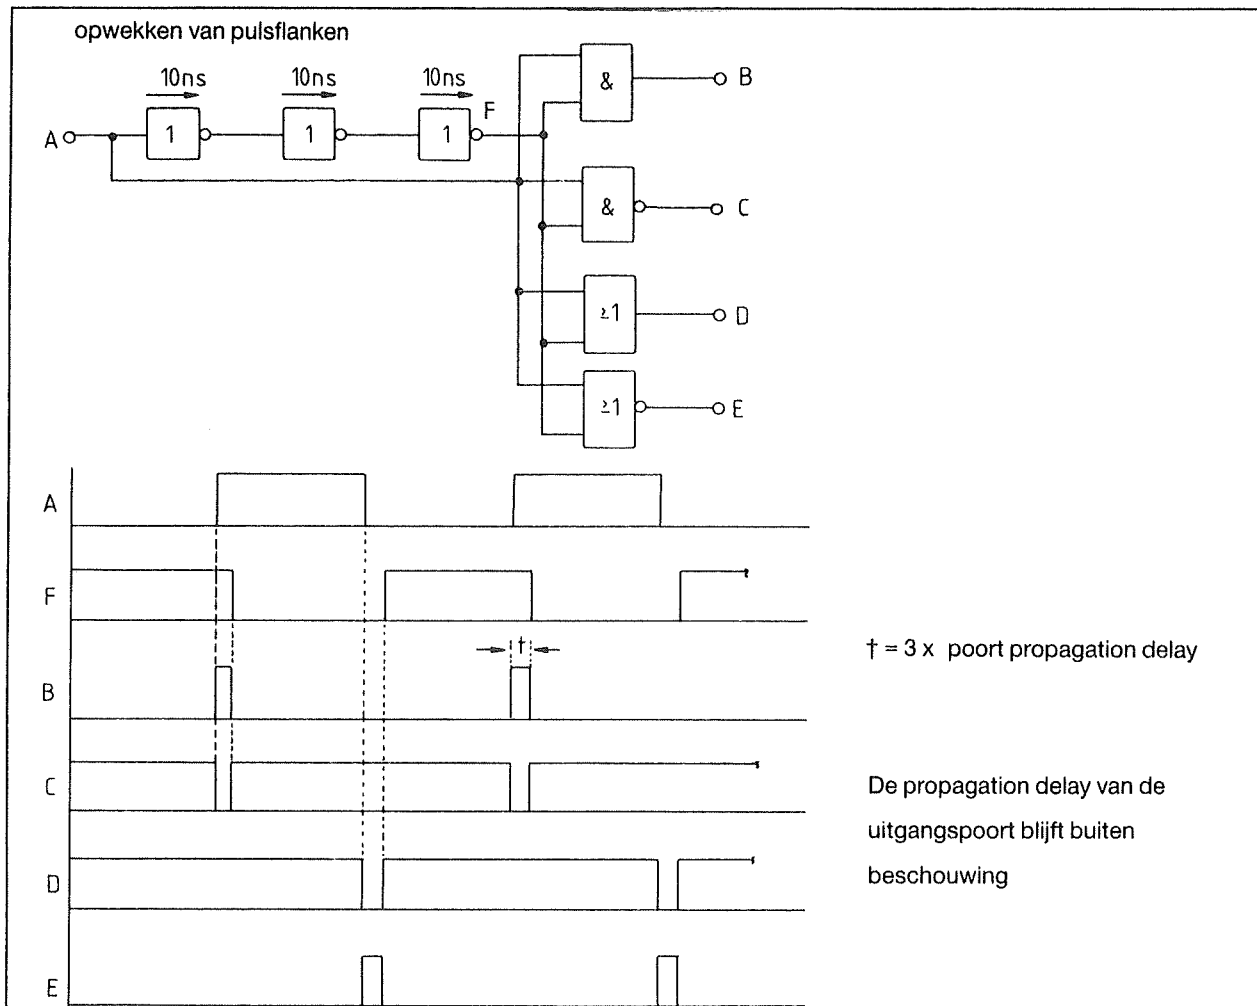 opwekken van pulsflanken
10ns 10ns 10ns
A 1 1 1 F
& B
& C
≥1 D
≥1 E
A
F
t
B
t = 3 x poort propagation delay
C
De propagation delay van de
uitgangspoort blijft buiten
beschouwing
D
E